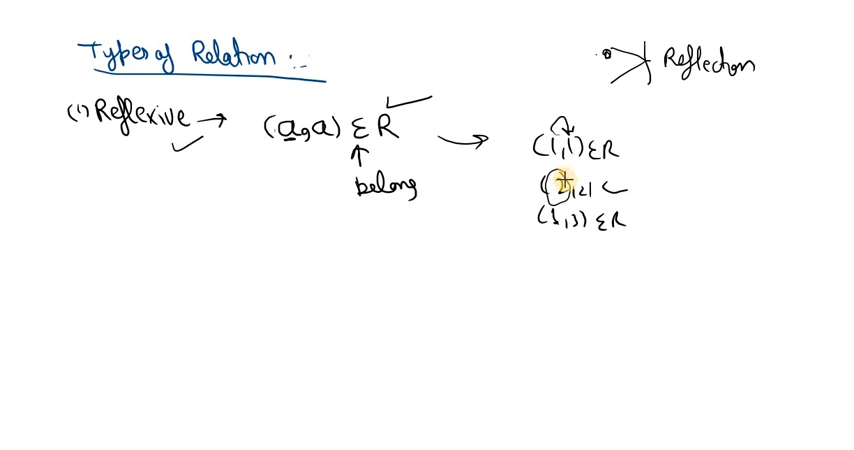 Types of Relation :-
Reflection
(1) Reflexive → (a, a) ∈ R
belong
(1,1) ∈ R
(2,2)
(3,3) ∈ R